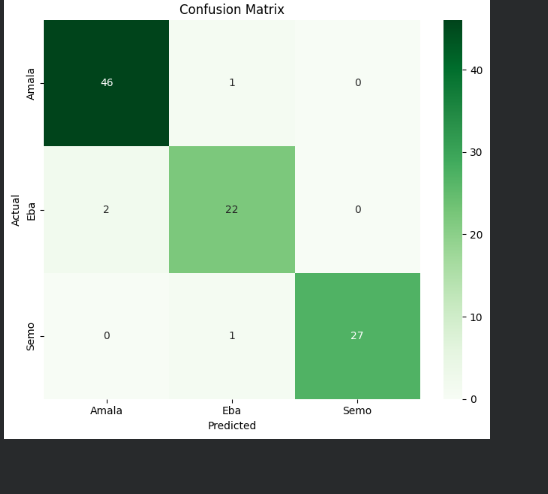 Confusion Matrix
Amala
46
1
0
Actual
Eba
2
22
0
Semo
0
1
27
Amala
Eba
Semo
Predicted
40
30
20
10
0